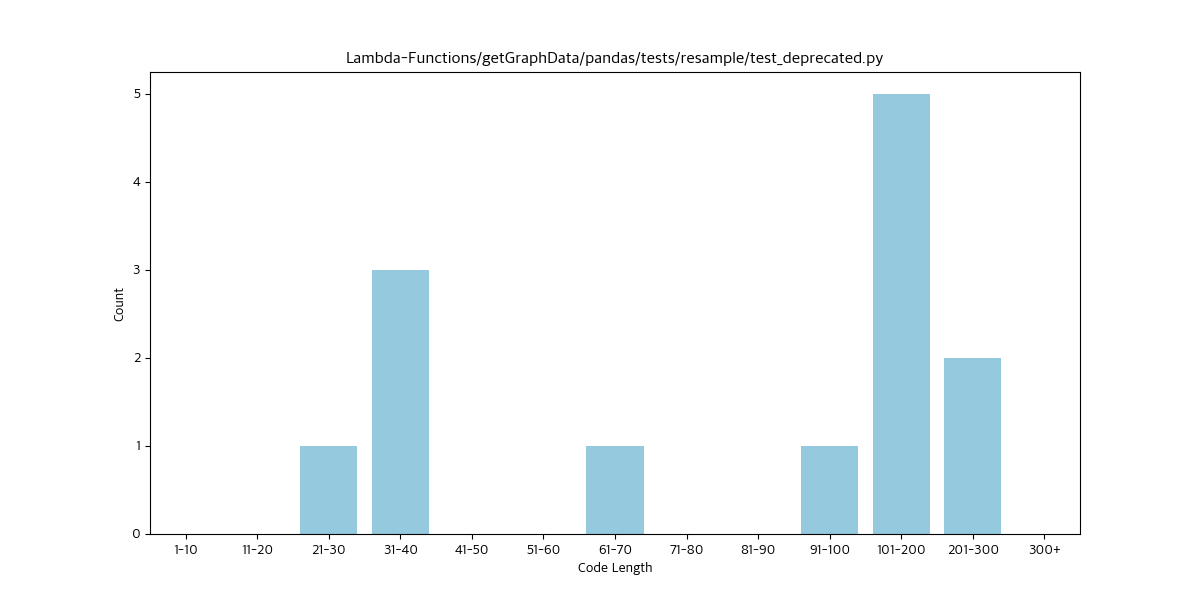 Lambda-Functions/getGraphData/pandas/tests/resample/test_deprecated.py
Count
5
4
3
2
1
0
1-10 11-20 21-30 31-40 41-50 51-60 61-70 71-80 81-90 91-100 101-200 201-300 300+
Code Length